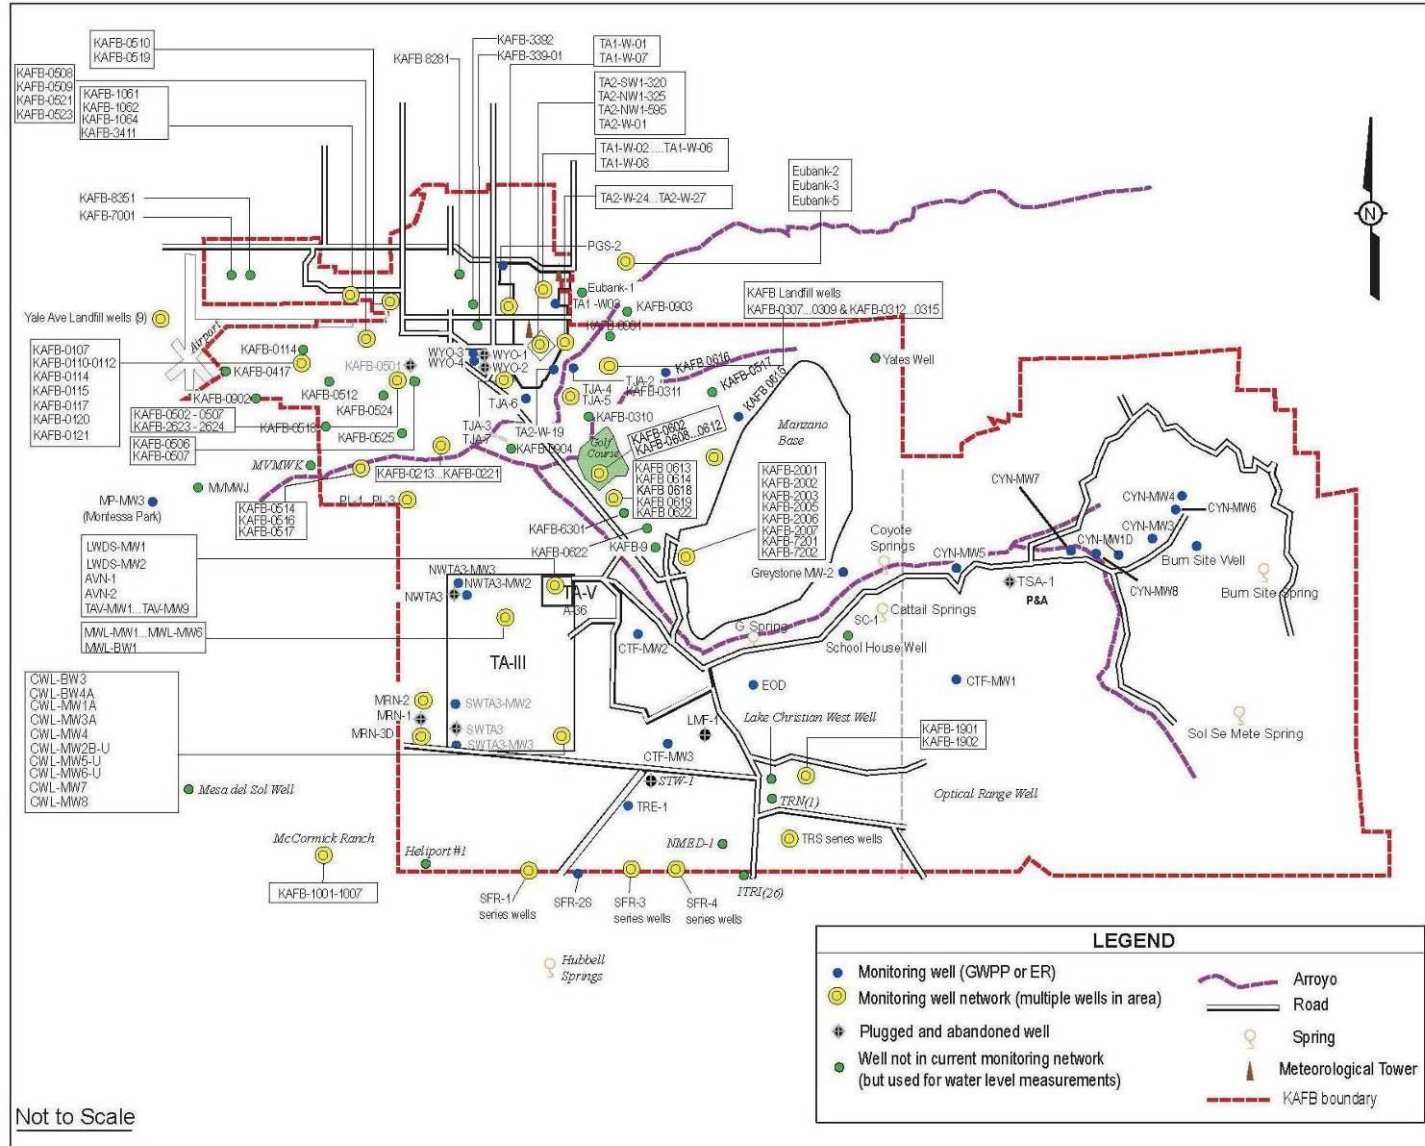 KAFB-0510
KAFB-0519
KAFB-0508
KAFB-0509
KAFB-0521
KAFB-0523
KAFB-1061
KAFB-1062
KAFB-1064
KAFB-3411
KAFB 8281
KAFB-3392
KAFB-339-01
TA1-W-01
TA1-W-07
TA2-SW1-320
TA2-NW1-325
TA2-NW1-595
TA2-W-01
TA1-W-02 ....TA1-W-06
TA1-W-08
TA2-W-24...TA2-W-27
Eubank-2
Eubank-3
Eubank-5
KAFB-8351
KAFB-7001
PGS-2
N
Eubank-1
TA1 -W03
KAFB-0903
KAFB-0901
KAFB Landfill wells
KAFB-0307...0309 & KAFB-0312...0315
Yale Ave Landfill wells (9)
Airport
KAFB-0107
KAFB-0110-0112
KAFB-0114
KAFB-0115
KAFB-0117
KAFB-0120
KAFB-0121
KAFB-0114
KAFB-0417
KAFB-0902
KAFB-0501
KAFB-0512
KAFB-0524
KAFB-0518
KAFB-0525
KAFB-0502 - 0507
KAFB-2623 - 2624
KAFB-0506
KAFB-0507
WYO-3
WYO-4
WYO-1
WYO-2
TJA-6
TJA-3
TJA-7
TA2-W-19
TJA-2
TJA-4
TJA-5
KAFB-0311
KAFB 0616
KAFB-0517
KAFB 0615
KAFB-0310
KAFB-0904
Yates Well
Golf
Course
KAFB-0602
KAFB-0608...0612
Manzano
Base
MVMWK
MVMWJ
KAFB-0213 ...KAFB-0221
PL-1, PL-3
MP-MW3
(Montessa Park)
KAFB-0514
KAFB-0516
KAFB-0517
KAFB 0613
KAFB 0614
KAFB 0618
KAFB 0619
KAFB 0622
KAFB-6301
KAFB-0622
KAFB-9
KAFB-2001
KAFB-2002
KAFB-2003
KAFB-2005
KAFB-2006
KAFB-2007
KAFB-7201
KAFB-7202
CYN-MW7
CYN-MW4
CYN-MW6
CYN-MW3
CYN-MW1D
Burn Site Well
CYN-MW8
CYN-MW5
Coyote
Springs
Greystone MW-2
TSA-1
P&A
Burn Site Spring
LWDS-MW1
LWDS-MW2
AVN-1
AVN-2
TAV-MW1...TAV-MW9
NWTA3-MW3
NWTA3-MW2
NWTA3
TA-V
A-36
MWL-MW1...MWL-MW6
MWL-BW1
TA-III
CTF-MW2
G Spring
SC-1
Cattail Springs
School House Well
CWL-BW3
CWL-BW4A
CWL-MW1A
CWL-MW3A
CWL-MW4
CWL-MW2B-U
CWL-MW5-U
CWL-MW6-U
CWL-MW7
CWL-MW8
MRN-2
MRN-1
MRN-3D
SWTA3-MW2
SWTA3
SWTA3-MW3
EOD
CTF-MW1
Lake Christian West Well
LMF-1
CTF-MW3
KAFB-1901
KAFB-1902
Sol Se Mete Spring
Mesa del Sol Well
STW-1
TRE-1
TRN(1)
Optical Range Well
McCormick Ranch
KAFB-1001-1007
Heliport #1
NMED-1
TRS series wells
ITRI(26)
SFR-1
series wells
SFR-2S
SFR-3
series wells
SFR-4
series wells
Hubbell
Springs
LEGEND
Monitoring well (GWPP or ER)
Monitoring well network (multiple wells in area)
Plugged and abandoned well
Well not in current monitoring network
(but used for water level measurements)
Arroyo
Road
Spring
Meteorological Tower
KAFB boundary
Not to Scale